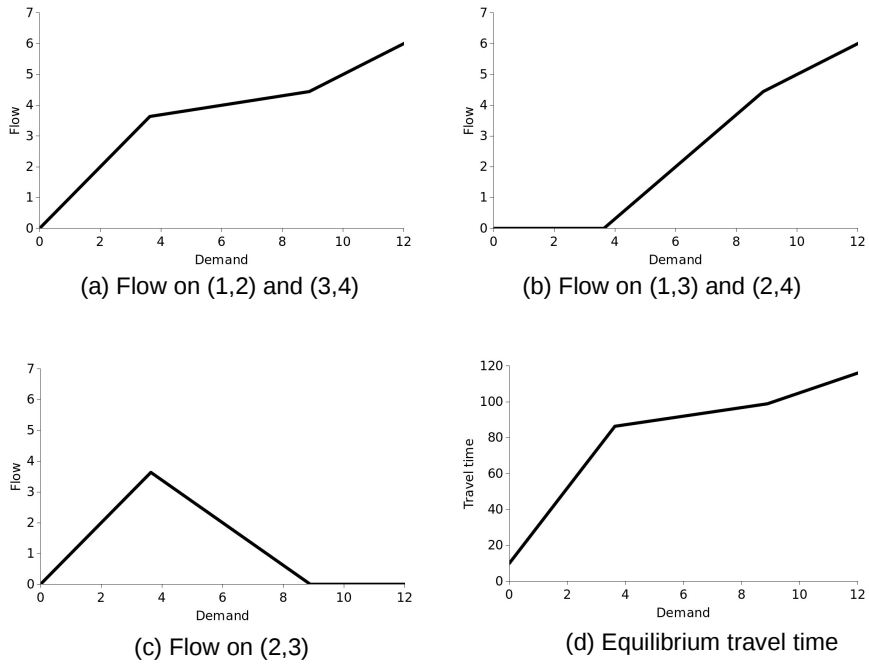 7
6
5
4
3
2
1
0
Flow
0 2 4 6 8 10 12
Demand
(a) Flow on (1,2) and (3,4)
7
6
5
4
3
2
1
0
Flow
0 2 4 6 8 10 12
Demand
(b) Flow on (1,3) and (2,4)
7
6
5
4
3
2
1
0
Flow
0 2 4 6 8 10 12
Demand
(c) Flow on (2,3)
120
100
80
60
40
20
0
Travel time
0 2 4 6 8 10 12
Demand
(d) Equilibrium travel time